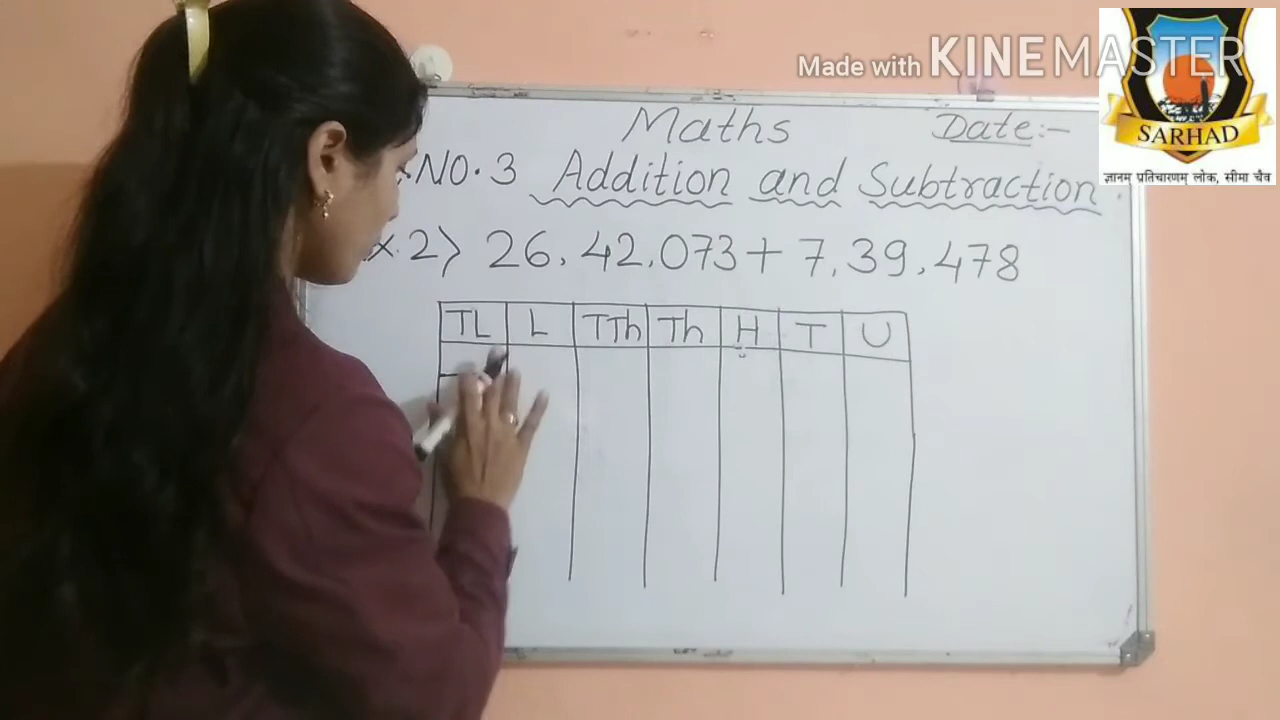 Made with KINEMASTER
SARHAD
ज्ञानम् प्रतिचारणम् लोक, सीमा चैव
Maths Date:-
NO.3 Addition and Subtraction.
x.2) 26,42,073+7,39,478
TL L TTh Th H T U